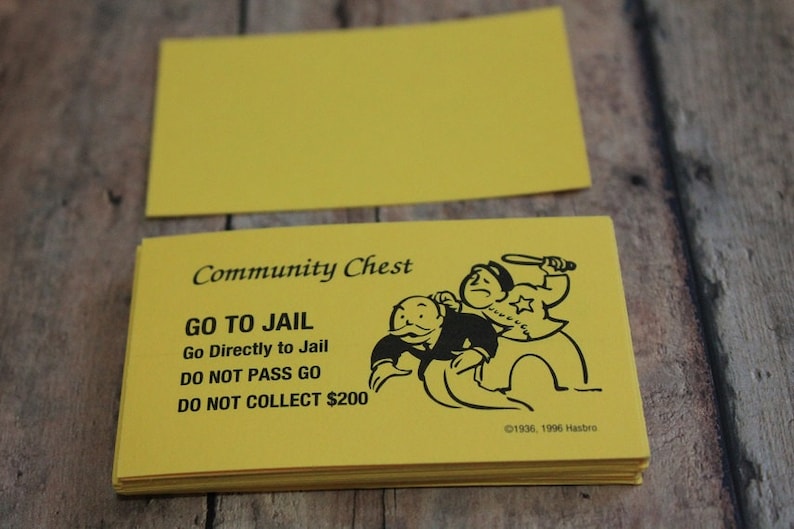 Community Chest
GO TO JAIL
Go Directly to Jail
DO NOT PASS GO
DO NOT COLLECT $200
©1936, 1996 Hasbro